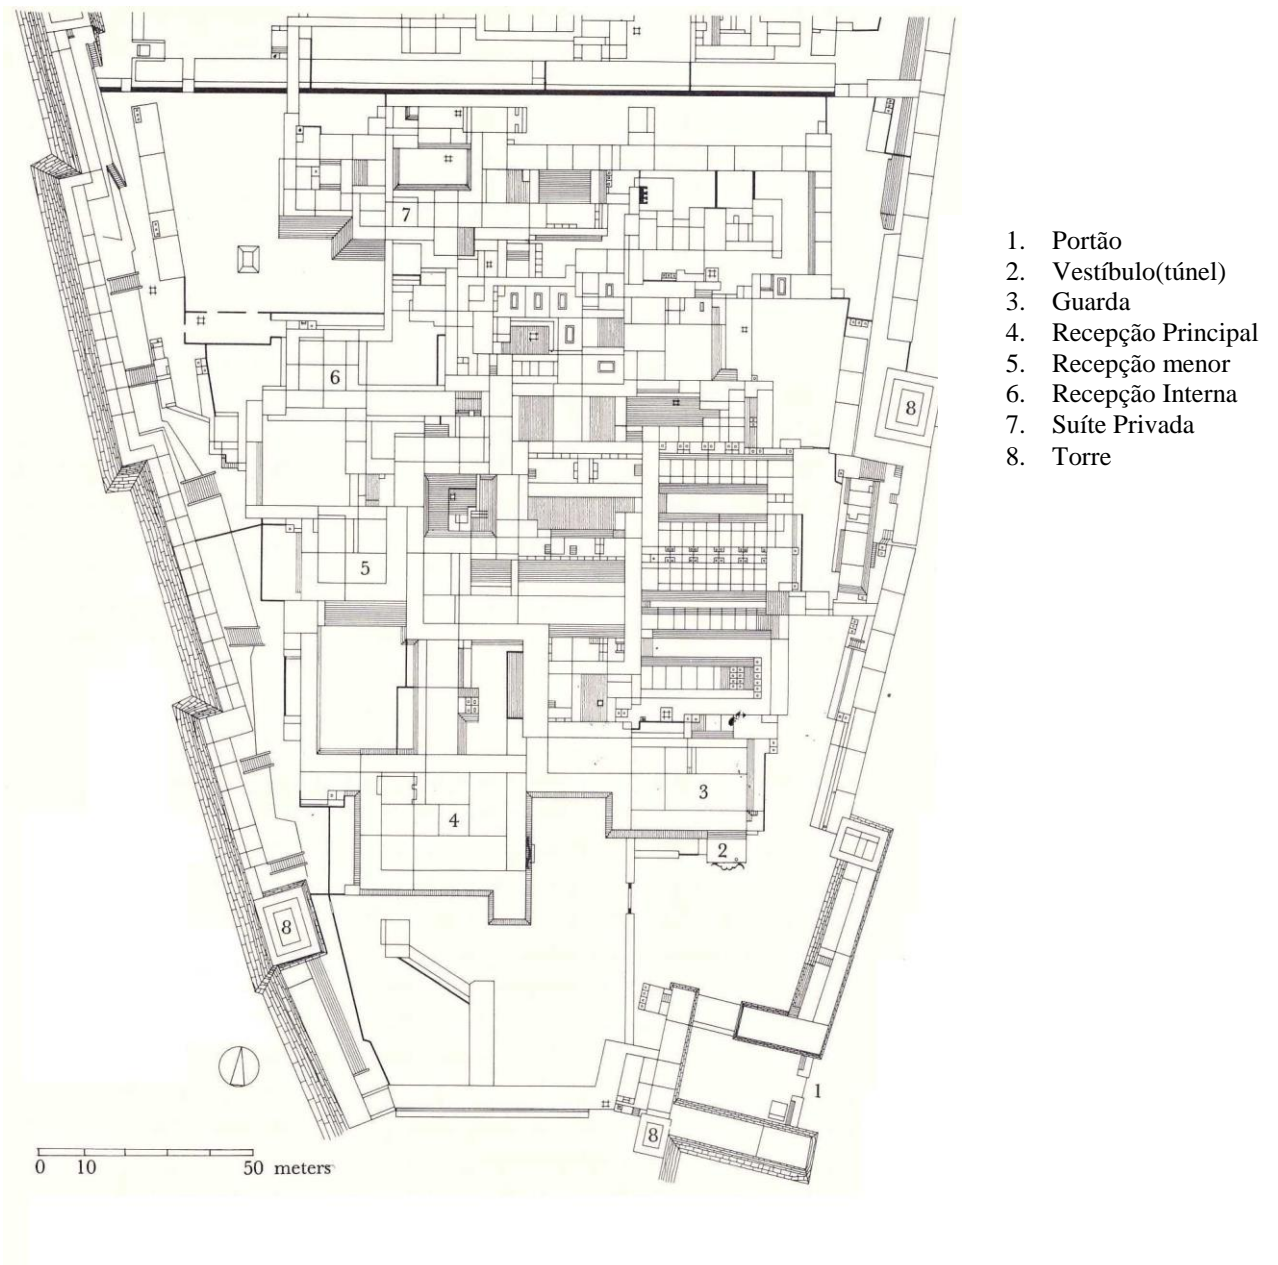 7
6
8
5
3
4
2
8
1
8
0 10 50 meters
1. Portão
2. Vestíbulo(túnel)
3. Guarda
4. Recepção Principal
5. Recepção menor
6. Recepção Interna
7. Suíte Privada
8. Torre